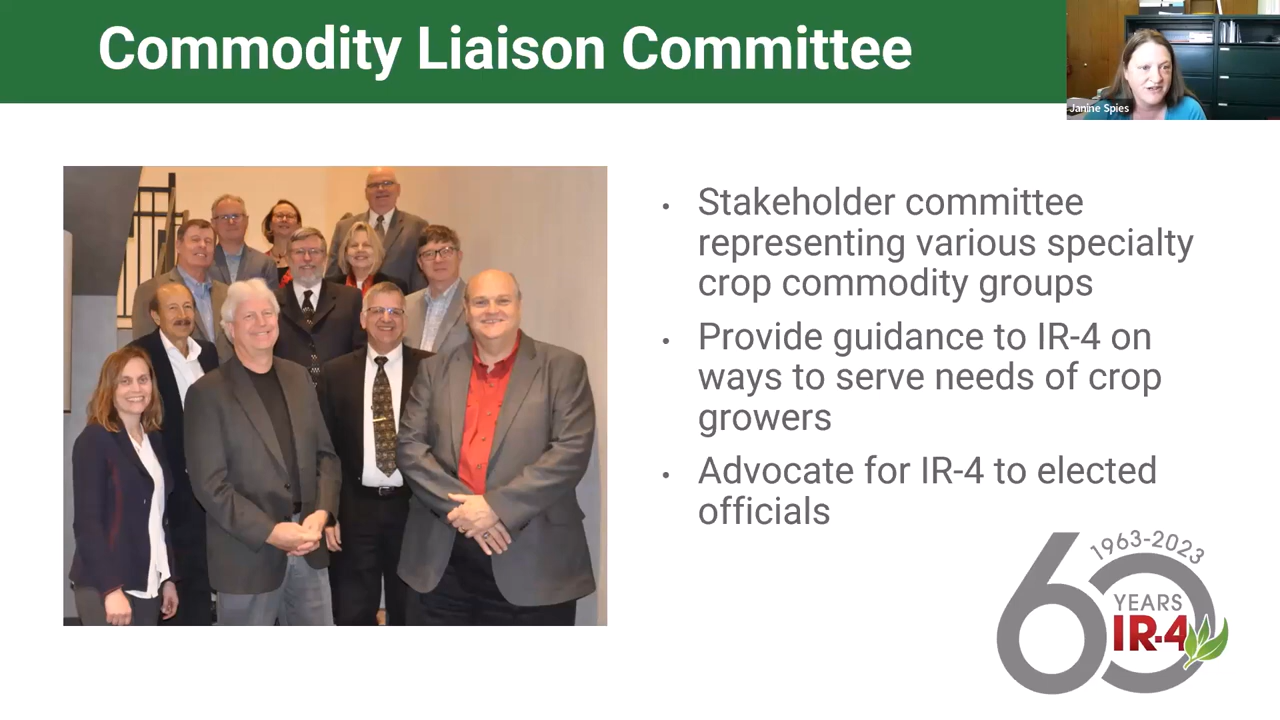 Commodity Liaison Committee
Janine Spies
• Stakeholder committee
representing various specialty
crop commodity groups
• Provide guidance to IR-4 on
ways to serve needs of crop
growers
• Advocate for IR-4 to elected
officials
1963-2023
60
YEARS
IR-4